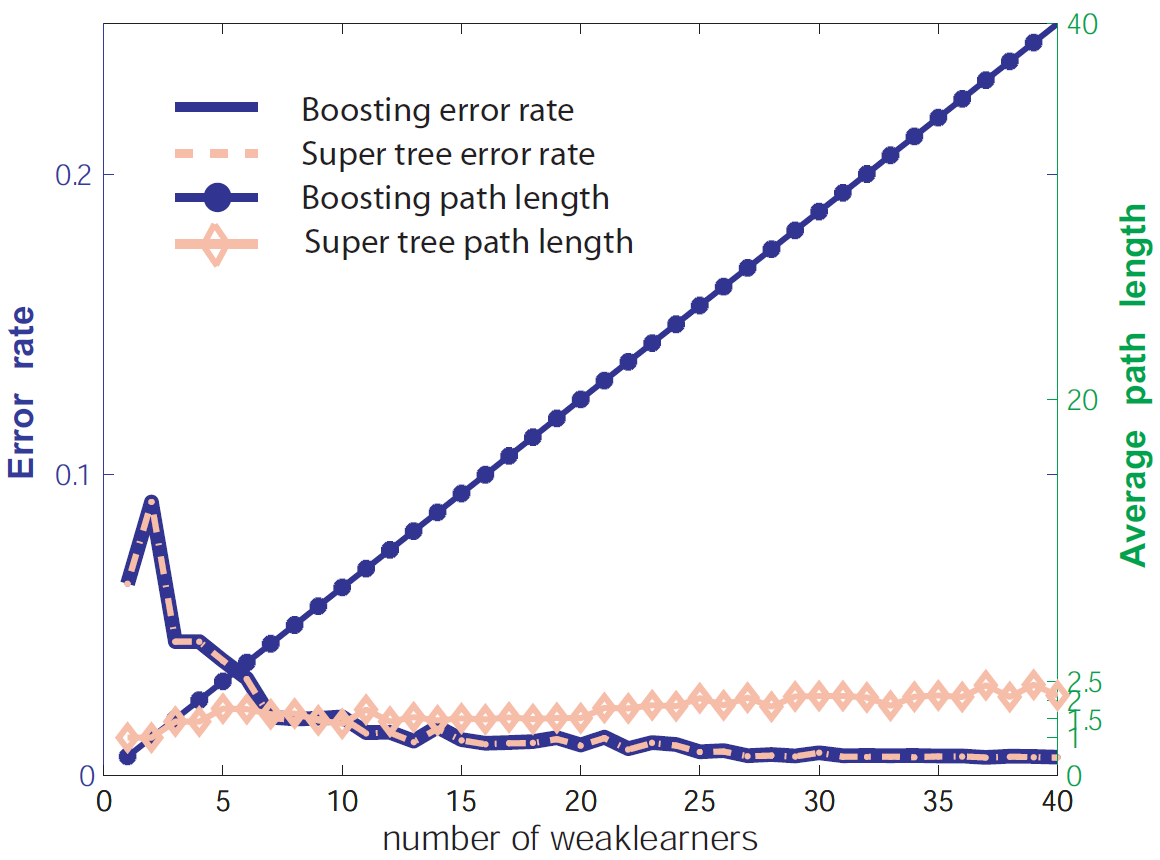 40
Boosting error rate
Super tree error rate
0.2
Boosting path length
Super tree path length
Error rate
Average path length
20
0.1
2.5
2
1.5
1
0
0
0 5 10 15 20 25 30 35 40
number of weaklearners